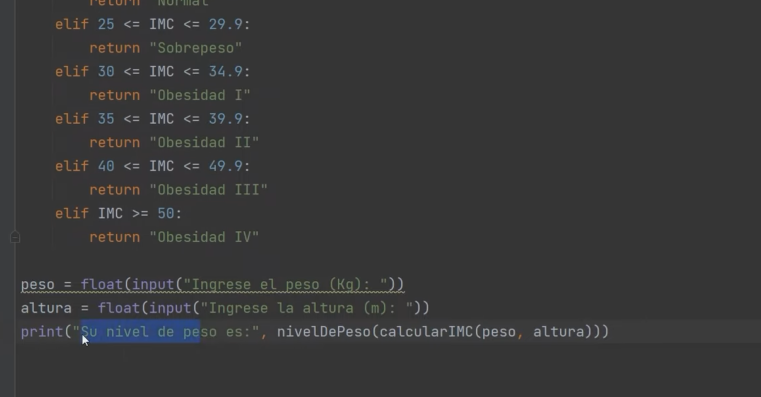 return "Normal"
elif 25 <= IMC <= 29.9:
return "Sobrepeso"
elif 30 <= IMC <= 34.9:
return "Obesidad I"
elif 35 <= IMC <= 39.9:
return "Obesidad II"
elif 40 <= IMC <= 49.9:
return "Obesidad III"
elif IMC >= 50:
return "Obesidad IV"
peso = float(input("Ingrese el peso (Kg): "))
altura = float(input("Ingrese la altura (m): "))
print("Su nivel de peso es:", nivelDePeso(calcularIMC(peso, altura)))